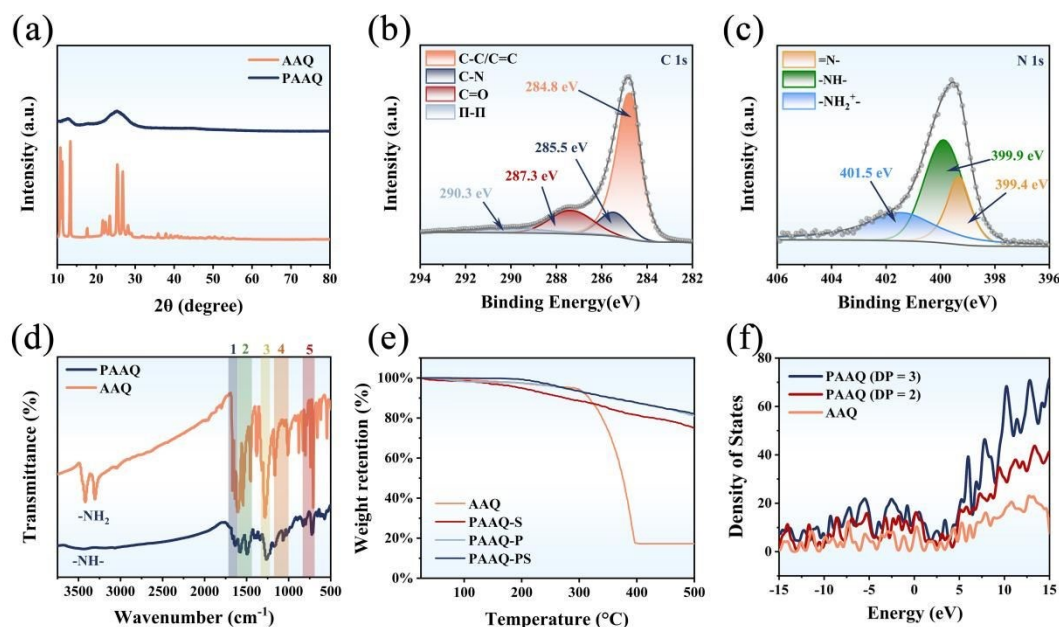 (a)
AAQ
PAAQ
Intensity (a.u.)
10 20 30 40 50 60 70 80
2θ (degree)
(b)
C-C/C=C
C-N
C=O
Π-Π
C 1s
284.8 eV
285.5 eV
287.3 eV
290.3 eV
Intensity (a.u.)
294 292 290 288 286 284 282
Binding Energy(eV)
(c)
=N-
-NH-
-NH₂⁺-
N 1s
401.5 eV
399.9 eV
399.4 eV
Intensity (a.u.)
406 404 402 400 398 396
Binding Energy(eV)
(d)
1 2 3 4 5
PAAQ
AAQ
-NH₂
-NH-
Transmittance (%)
3500 3000 2500 2000 1500 1000 500
Wavenumber (cm⁻¹)
(e)
100%
80%
60%
40%
20%
0%
Weight retention (%)
AAQ
PAAQ-S
PAAQ-P
PAAQ-PS
100 200 300 400 500
Temperature (°C)
(f)
80
60
40
20
0
Density of States
PAAQ (DP = 3)
PAAQ (DP = 2)
AAQ
-15 -10 -5 0 5 10 15
Energy (eV)